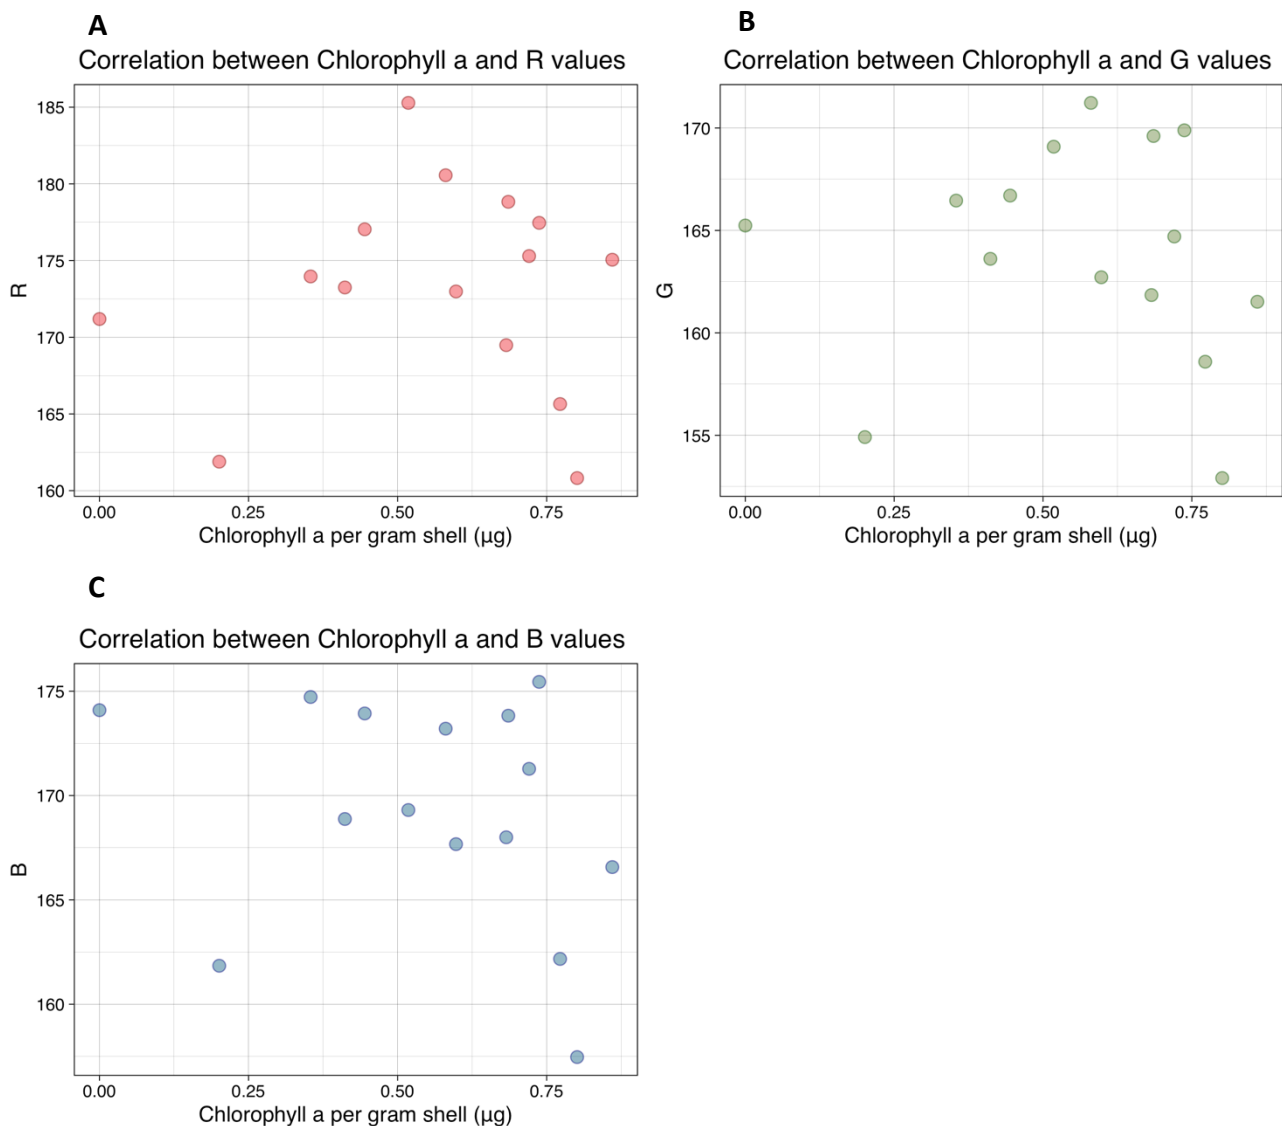 A
Correlation between Chlorophyll a and R values
185
180
175
170
165
160
R
0.00 0.25 0.50 0.75
Chlorophyll a per gram shell (µg)
B
Correlation between Chlorophyll a and G values
170
165
160
155
G
0.00 0.25 0.50 0.75
Chlorophyll a per gram shell (µg)
C
Correlation between Chlorophyll a and B values
175
170
165
160
B
0.00 0.25 0.50 0.75
Chlorophyll a per gram shell (µg)